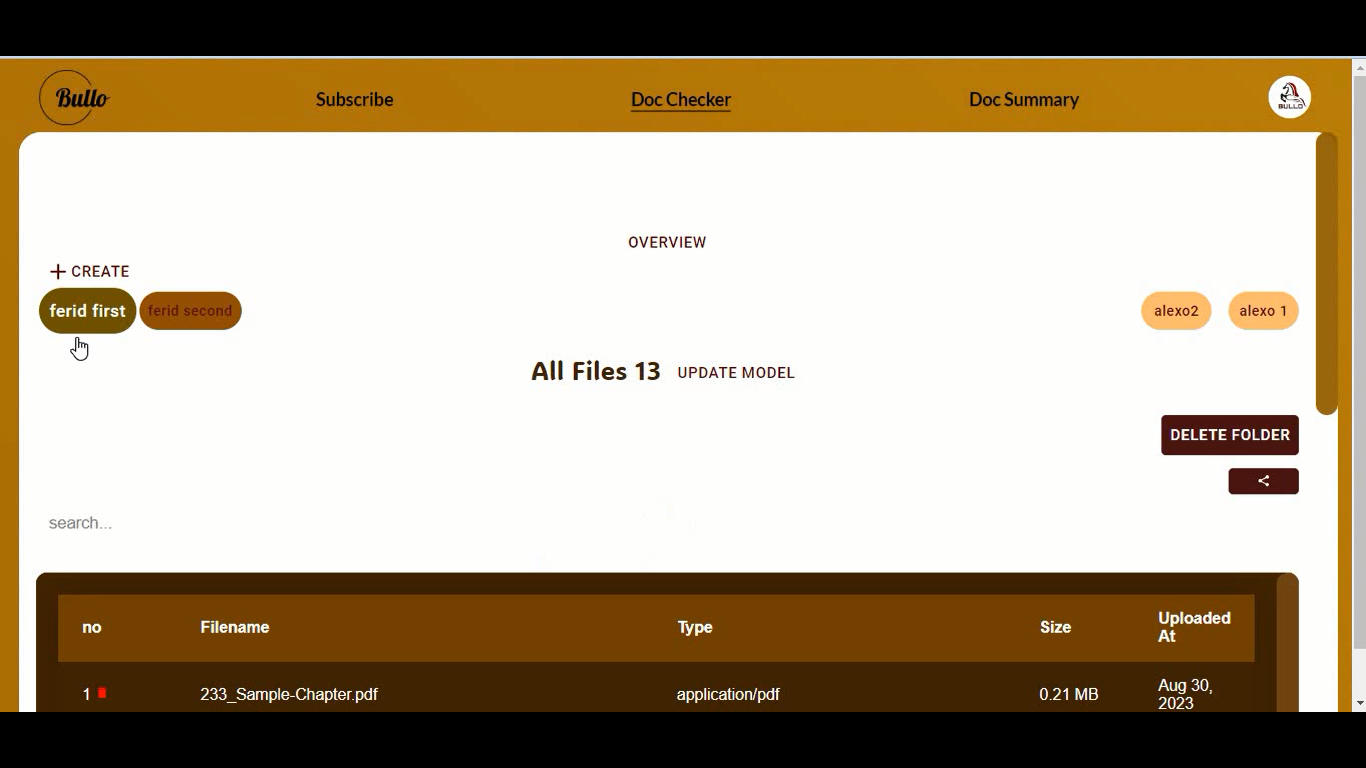 Bullo
Subscribe
Doc Checker
Doc Summary
BULLO
OVERVIEW
CREATE
ferid first
ferid second
alexo2
alexo 1
All Files 13
UPDATE MODEL
DELETE FOLDER
search...
no
Filename
Type
Size
Uploaded
At
1
233_Sample-Chapter.pdf
application/pdf
0.21 MB
Aug 30,
2023